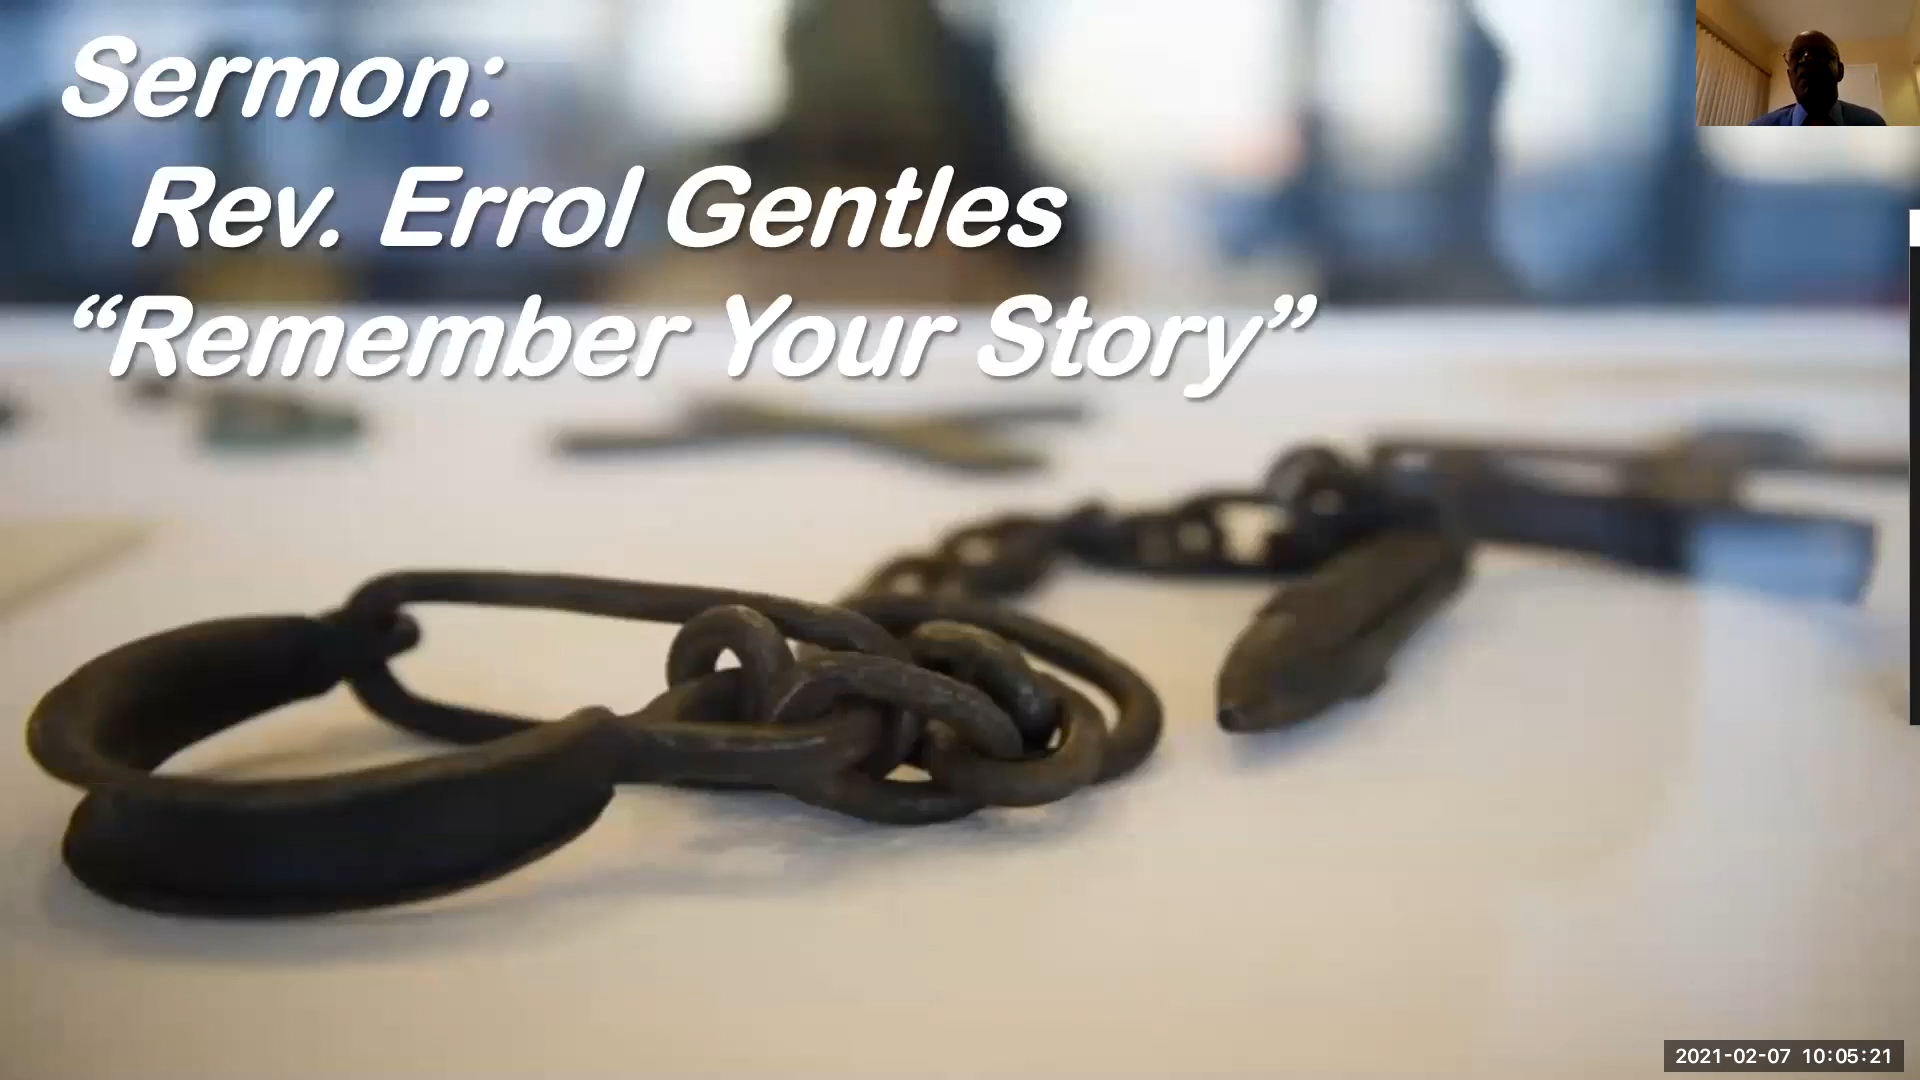 Sermon:
Rev. Errol Gentles
“Remember Your Story”
2021-02-07 10:05:21